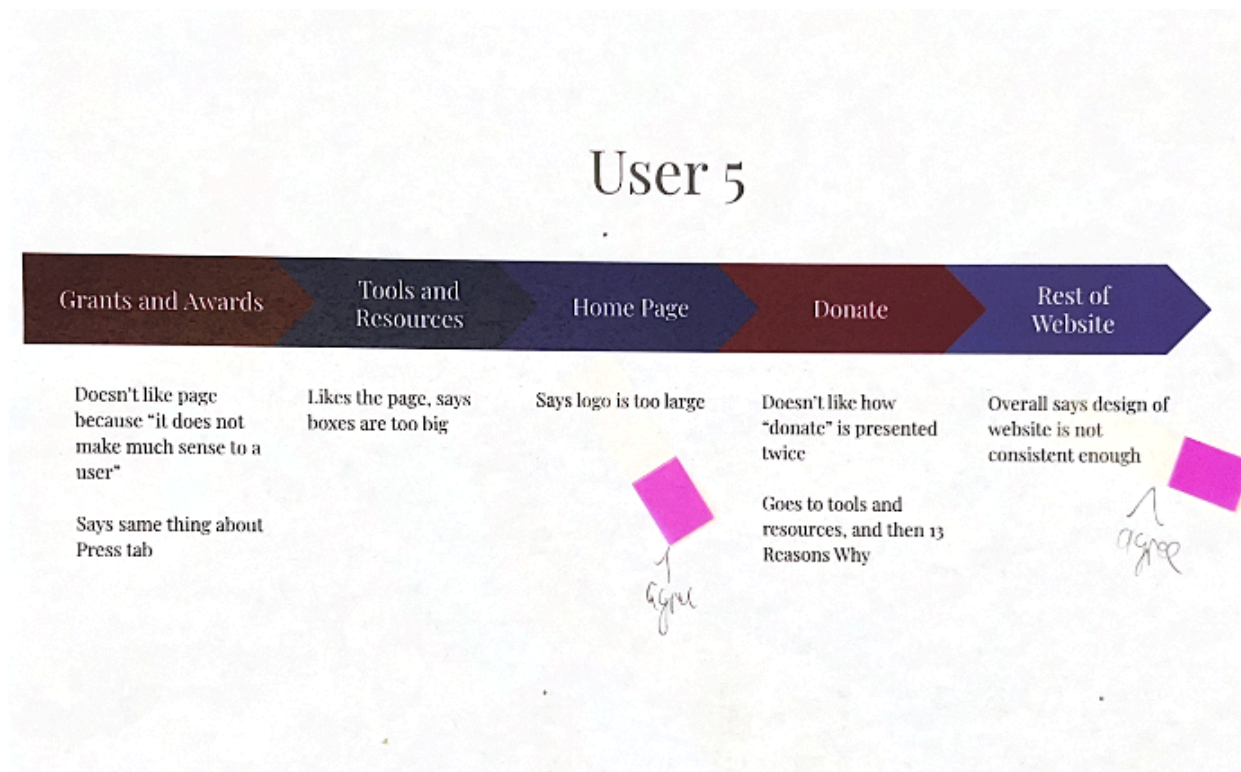 User 5
Grants and Awards
Tools and
Resources
Home Page
Donate
Rest of
Website
Doesn't like page
because “it does not
make much sense to a
user“
Says same thing about
Press tab
Likes the page, says
boxes are too big
Says logo is too large
agree
Doesn't like how
“donate” is presented
twice
Goes to tools and
resources, and then 13
Reasons Why
Overall says design of
website is not
consistent enough
agree